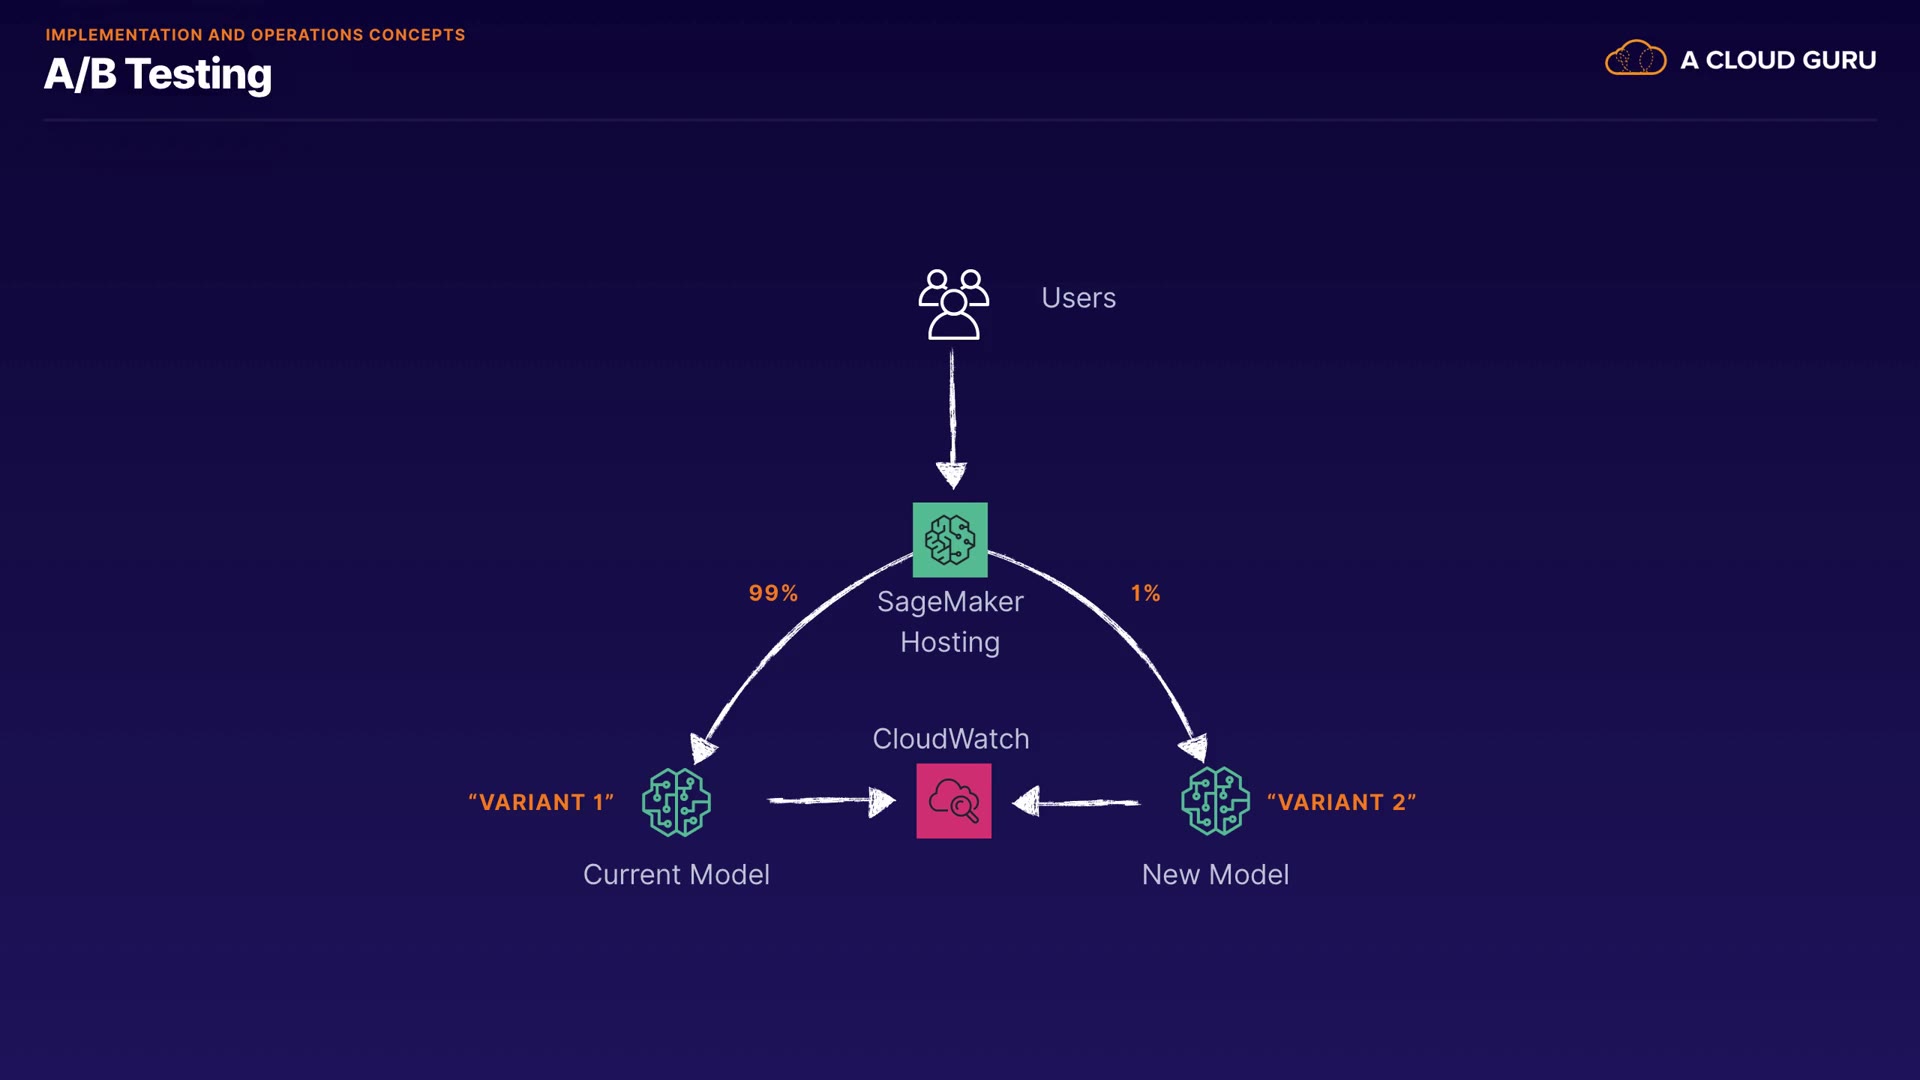 IMPLEMENTATION AND OPERATIONS CONCEPTS
A/B Testing
A CLOUD GURU
Users
99%
1%
SageMaker
Hosting
CloudWatch
“VARIANT 1”
“VARIANT 2”
Current Model
New Model